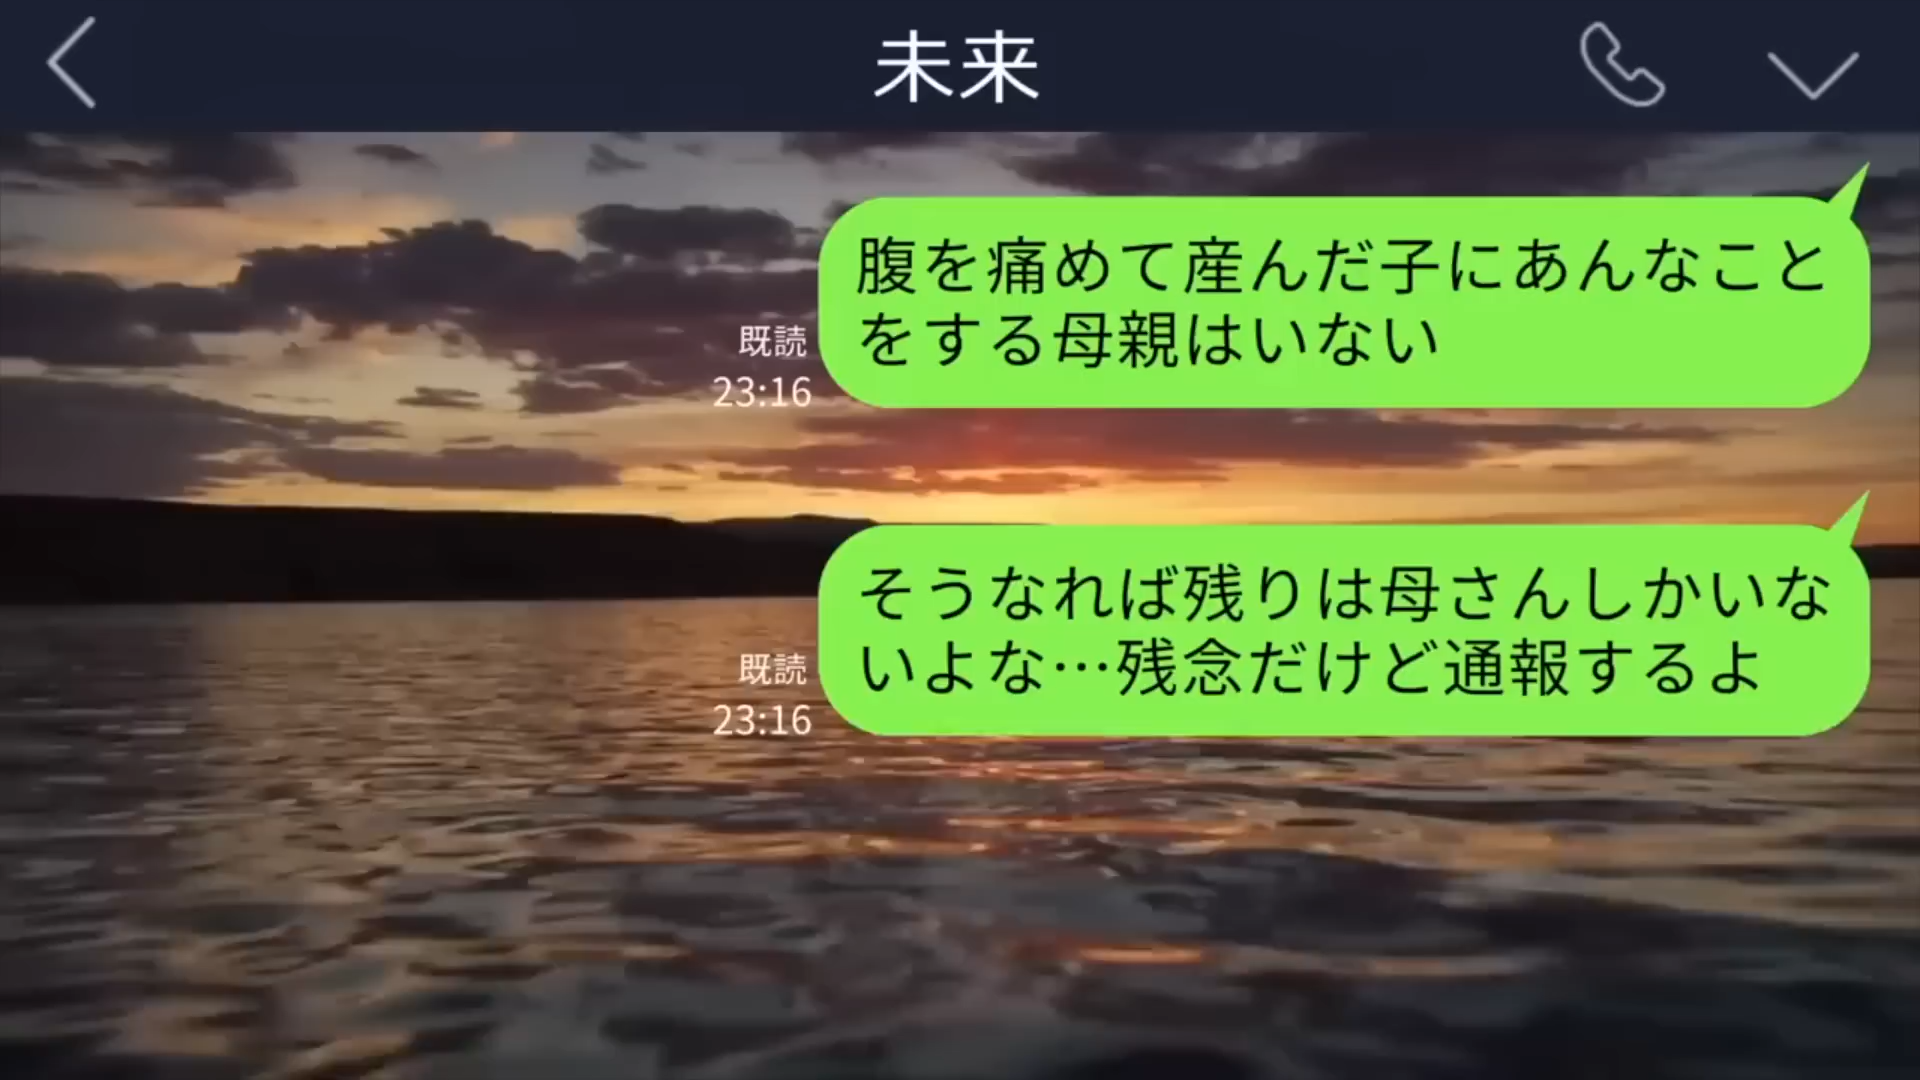 未来
腹を痛めて産んだ子にあんなこと
をする母親はいない
既読
23:16
そうなれば残りは母さんしかいな
いよな…残念だけど通報するよ
既読
23:16